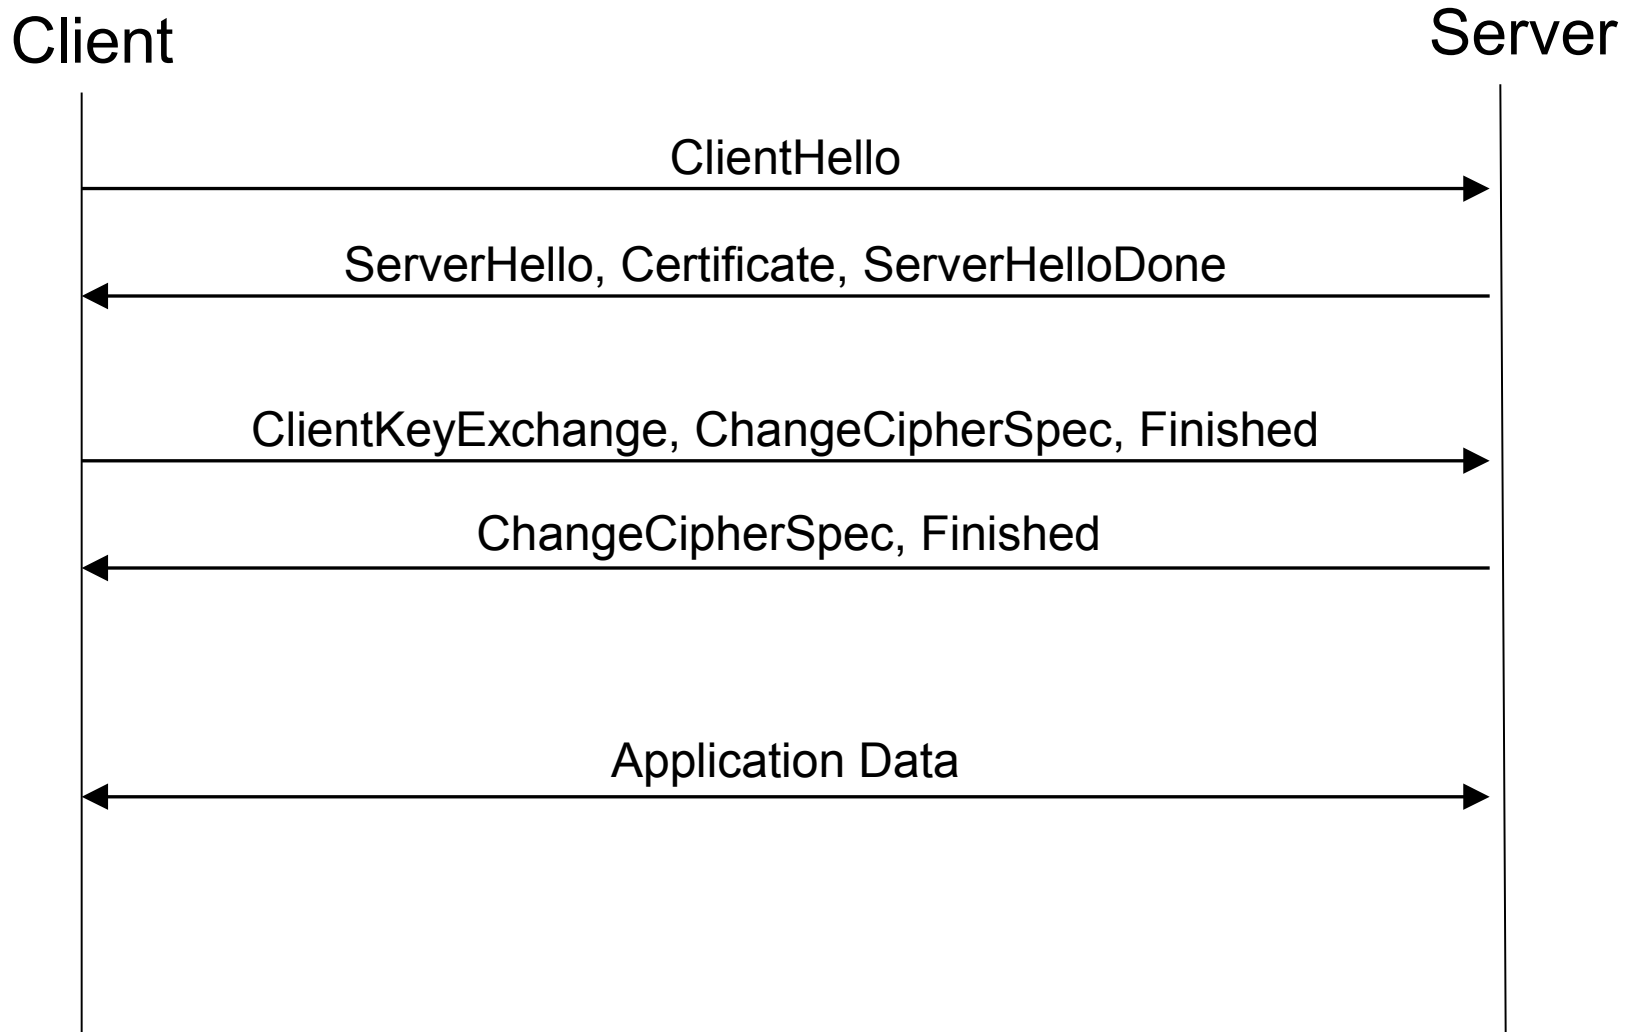 Client
Server
ClientHello
ServerHello, Certificate, ServerHelloDone
ClientKeyExchange, ChangeCipherSpec, Finished
ChangeCipherSpec, Finished
Application Data